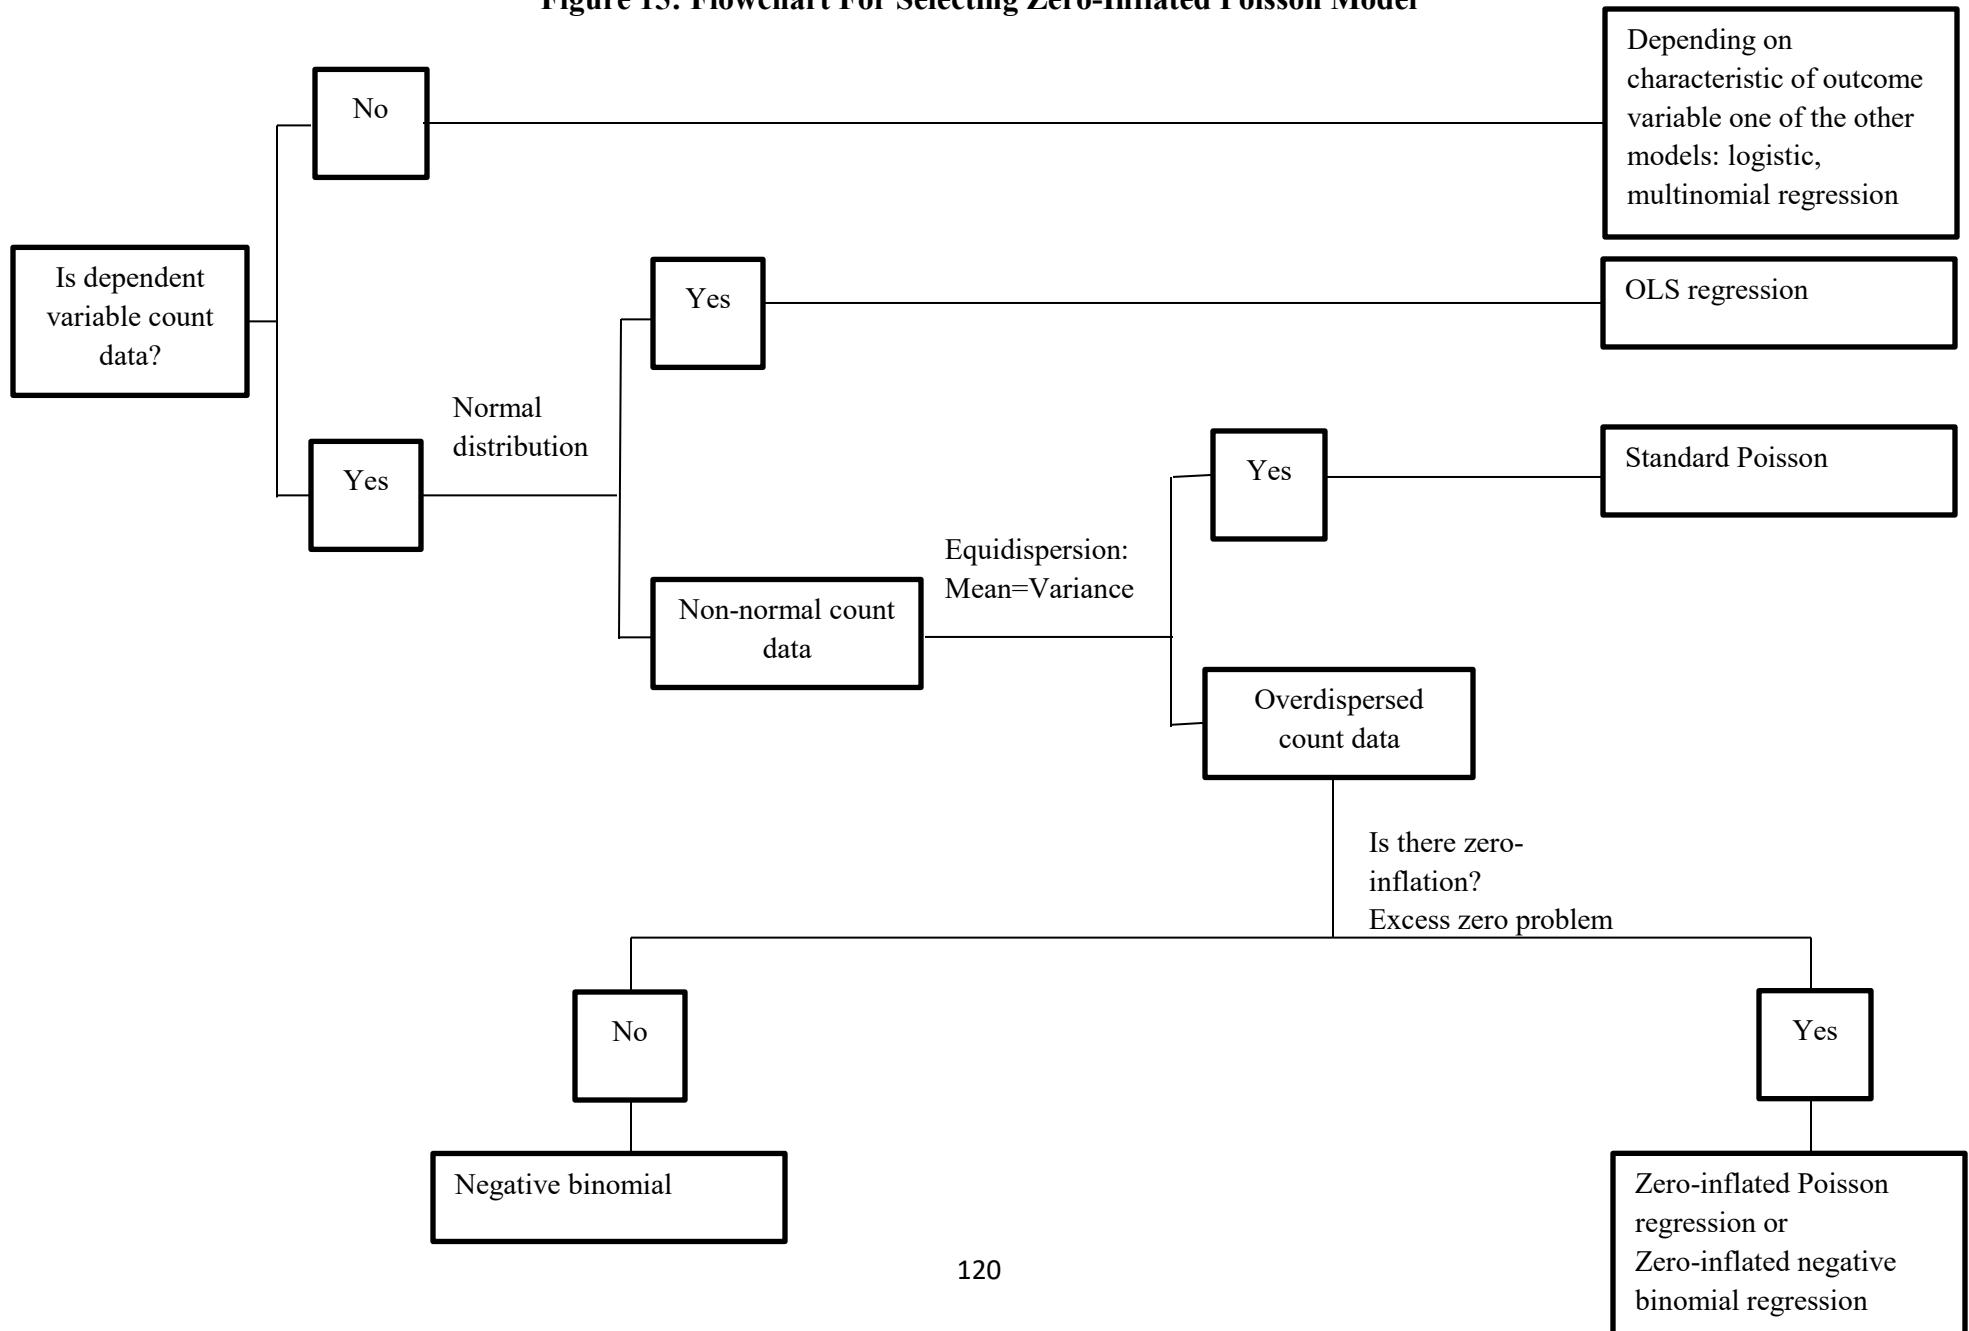 Figure 15: Flowchart For Selecting Zero-Inflated Poisson Model
Depending on
characteristic of outcome
variable one of the other
models: logistic,
multinomial regression
No
Is dependent
variable count
data?
Yes
OLS regression
Normal
distribution
Yes
Yes
Standard Poisson
Equidispersion:
Mean=Variance
Non-normal count
data
Overdispersed
count data
Is there zero-
inflation?
Excess zero problem
No
Yes
Negative binomial
Zero-inflated Poisson
regression or
Zero-inflated negative
binomial regression
120